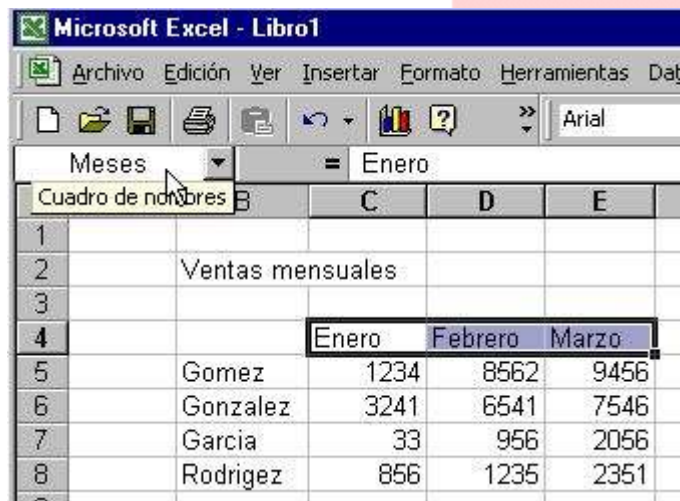 Microsoft Excel - Libro1
Archivo Edición Ver Insertar Formato Herramientas Dat
Arial
Meses = Enero
Cuadro de nombres B C D E
1
2 Ventas mensuales
3
4 Enero Febrero Marzo
5 Gomez 1234 8562 9456
6 Gonzalez 3241 6541 7546
7 Garcia 33 956 2056
8 Rodrigez 856 1235 2351